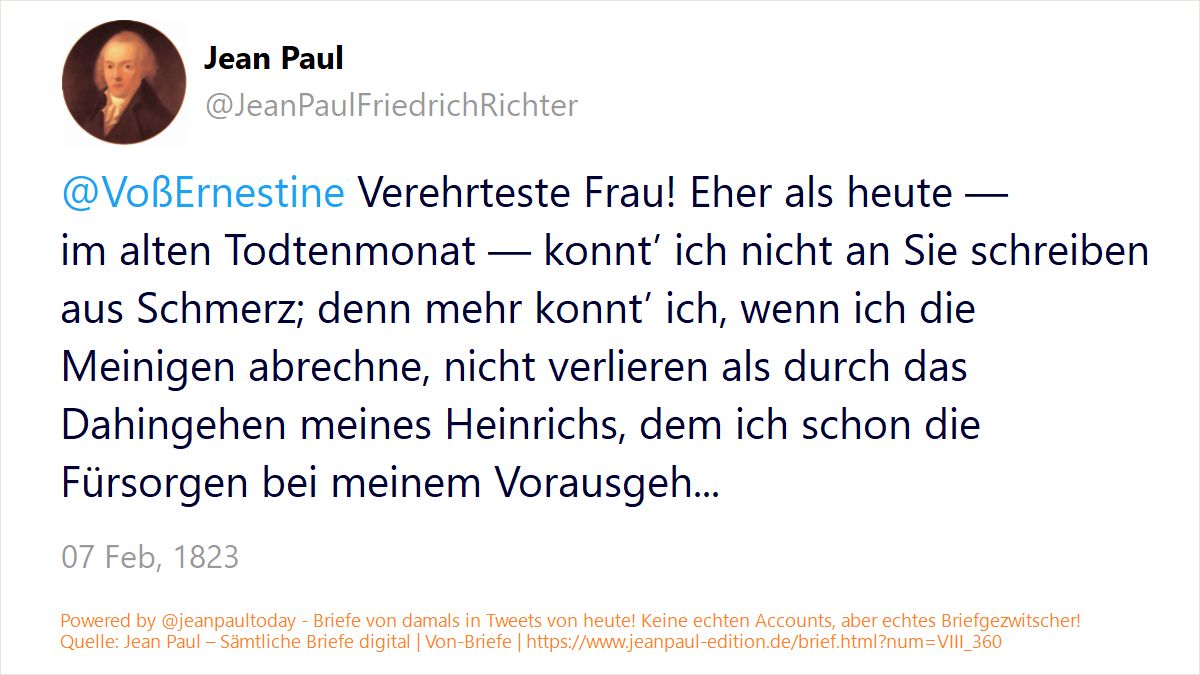 Jean Paul
@JeanPaulFriedrichRichter
@VoßErnestine Verehrteste Frau! Eher als heute —
im alten Todtenmonat — konnt’ ich nicht an Sie schreiben
aus Schmerz; denn mehr konnt’ ich, wenn ich die
Meinigen abrechne, nicht verlieren als durch das
Dahingehen meines Heinrichs, dem ich schon die
Fürsorgen bei meinem Vorausgeh...
07 Feb, 1823
Powered by @jeanpaultoday - Briefe von damals in Tweets von heute! Keine echten Accounts, aber echtes Briefgezwitscher!
Quelle: Jean Paul – Sämtliche Briefe digital | Von-Briefe | https://www.jeanpaul-edition.de/brief.html?num=VIII_360